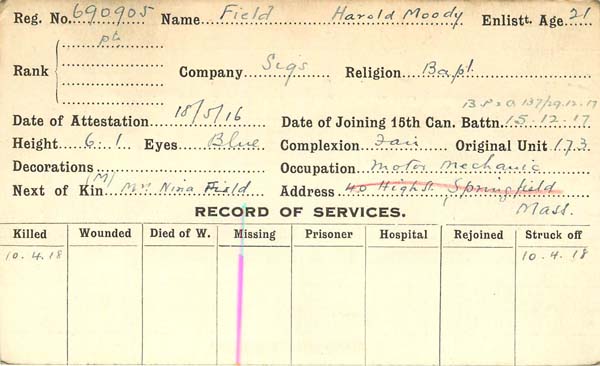 Reg. No. 690905 Name Field Harold Moody Enlistt. Age 21
Rank pte Company Sigs Religion Bapt.
137/29.12.17
Date of Attestation 18/5/16 Date of Joining 15th Can. Battn. 15.12.17
Height 6.1 Eyes Blue Complexion Fair Original Unit 173
Decorations Occupation Motor Mechanic
Next of Kin (M) Mrs Nina Field Address 40 High St. Springfield
Mass.
RECORD OF SERVICES.
Killed Wounded Died of W. Missing Prisoner Hospital Rejoined Struck off
10.4.18 10.4.18